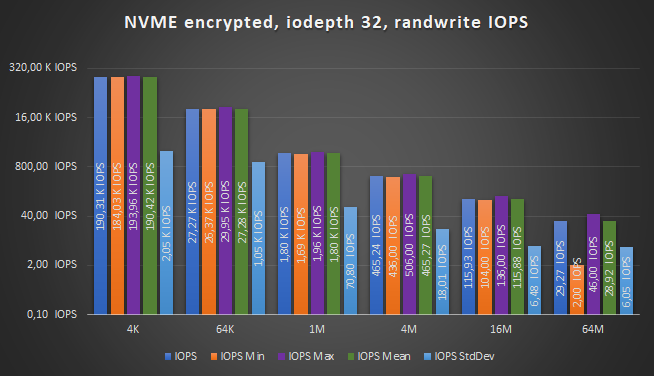 NVME encrypted, iodepth 32, randwrite IOPS
320,00 K IOPS
16,00 K IOPS
800,00 IOPS
40,00 IOPS
2,00 IOPS
0,10 IOPS
190,31 K IOPS
184,03 K IOPS
193,96 K IOPS
190,42 K IOPS
2,05 K IOPS
27,27 K IOPS
26,37 K IOPS
29,95 K IOPS
27,28 K IOPS
1,05 K IOPS
1,80 K IOPS
1,69 K IOPS
1,96 K IOPS
1,80 K IOPS
70,80 IOPS
465,24 IOPS
436,00 IOPS
506,00 IOPS
465,27 IOPS
18,01 IOPS
115,93 IOPS
104,00 IOPS
136,00 IOPS
115,88 IOPS
6,48 IOPS
29,27 IOPS
2,00 IOPS
46,00 IOPS
28,92 IOPS
6,05 IOPS
4K
64K
1M
4M
16M
64M
IOPS
IOPS Min
IOPS Max
IOPS Mean
IOPS StdDev